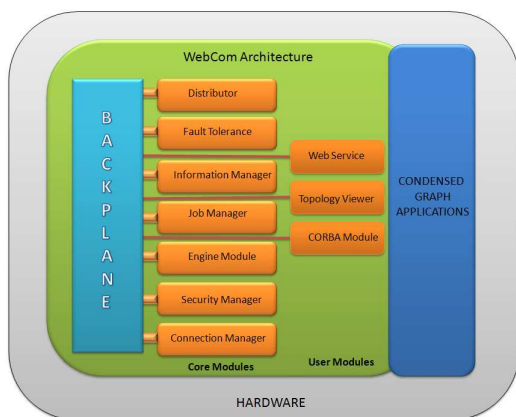 WebCom Architecture
BACKPLANE
Distributor
Fault Tolerance
Web Service
Information Manager
Topology Viewer
Job Manager
CORBA Module
Engine Module
Security Manager
Connection Manager
Core Modules
User Modules
CONDENSED
GRAPH
APPLICATIONS
HARDWARE